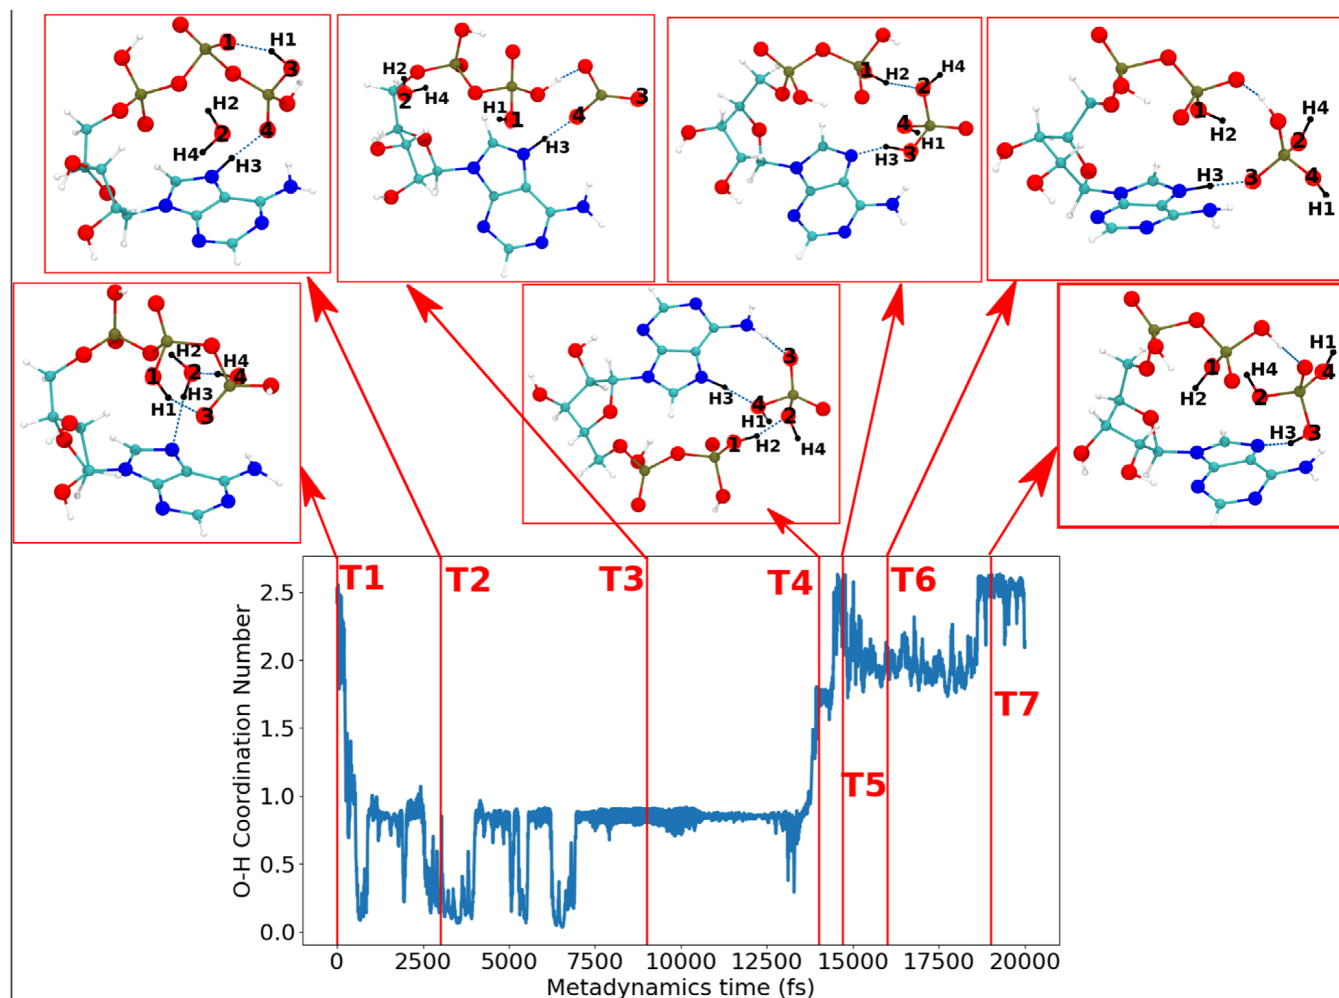 1 H1 3 H2 2 4 H4 H3
H2 2 H4 H1 1 3 4 H3
1 H2 2 H4 4 H1 H3 3
1 H2 H4 2 H3 3 4 H1
H2 1 2 H4 4 H1 H3 3
3 H3 4 H1 2 1 H2 H4
H1 4 1 H4 H2 2 H3 3
T1 T2 T3 T4 T5 T6 T7
O-H Coordination Number
2.5
2.0
1.5
1.0
0.5
0.0
0 2500 5000 7500 10000 12500 15000 17500 20000
Metadynamics time (fs)